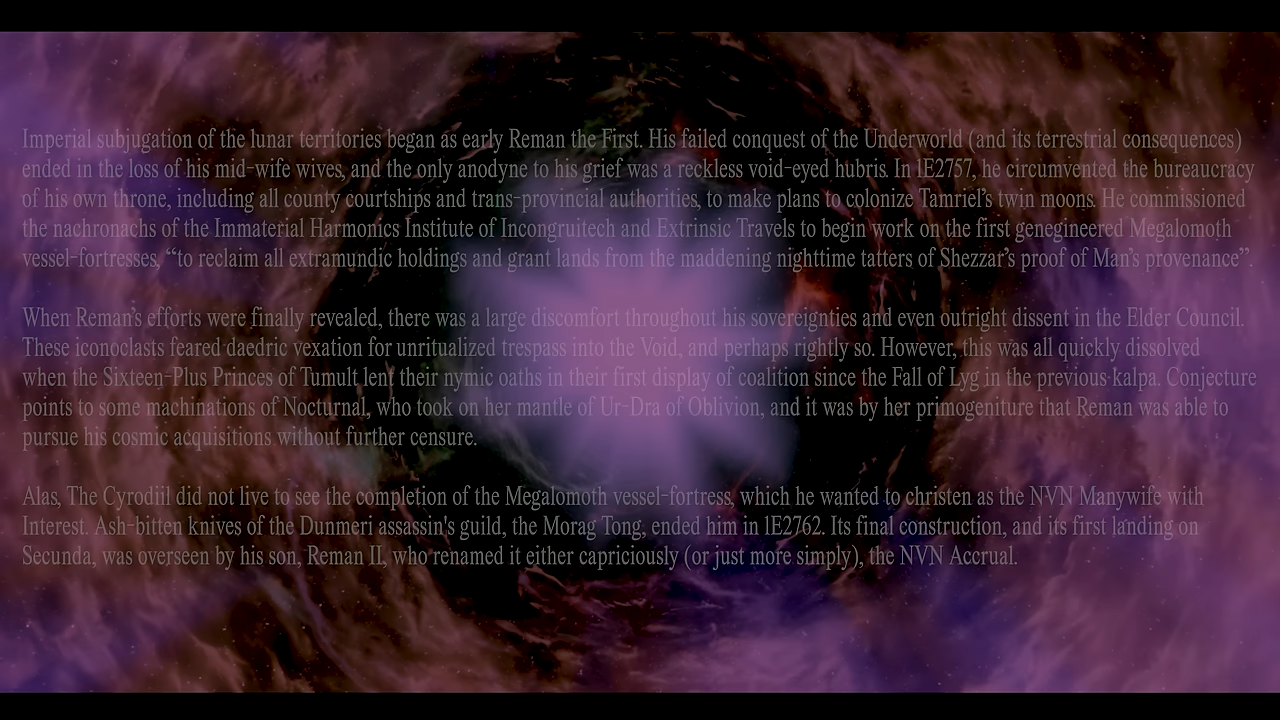 Imperial subjugation of the lunar territories began as early Reman the First. His failed conquest of the Underworld (and its terrestrial consequences)
ended in the loss of his mid-wife wives, and the only anodyne to his grief was a reckless void-eyed hubris. In 1E2757, he circumvented the bureaucracy
of his own throne, including all county courtships and trans-provincial authorities, to make plans to colonize Tamriel's twin moons. He commissioned
the nachronachs of the Immaterial Harmonics Institute of Incongruitech and Extrinsic Travels to begin work on the first genegineered Megalomoth
vessel-fortresses, “to reclaim all extramundic holdings and grant lands from the maddening nighttime tatters of Shezzar's proof of Man's provenance”.
When Reman's efforts were finally revealed, there was a large discomfort throughout his sovereignties and even outright dissent in the Elder Council.
These iconoclasts feared daedric vexation for unritualized trespass into the Void, and perhaps rightly so. However, this was all quickly dissolved
when the Sixteen-Plus Princes of Tumult lent their nymic oaths in their first display of coalition since the Fall of Lyg in the previous kalpa. Conjecture
points to some machinations of Nocturnal, who took on her mantle of Ur-Dra of Oblivion, and it was by her primogeniture that Reman was able to
pursue his cosmic acquisitions without further censure.
Alas, The Cyrodiil did not live to see the completion of the Megalomoth vessel-fortress, which he wanted to christen as the NVN Manywife with
Interest. Ash-bitten knives of the Dunmeri assassin's guild, the Morag Tong, ended him in 1E2762. Its final construction, and its first landing on
Secunda, was overseen by his son, Reman II, who renamed it either capriciously (or just more simply), the NVN Accrual.